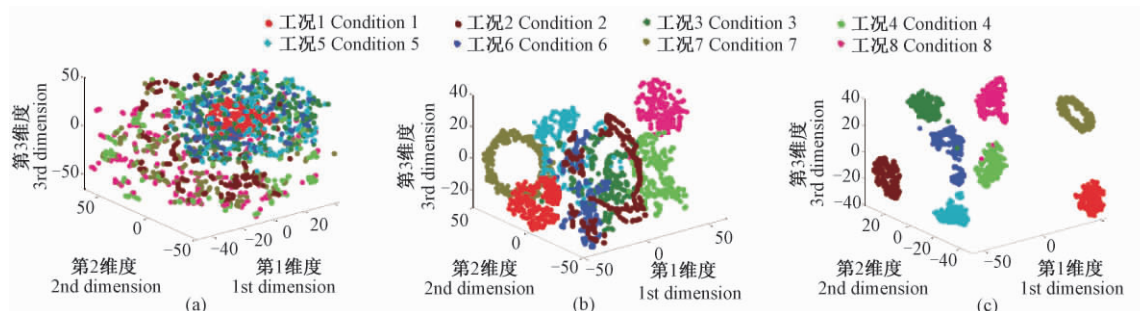 工况1 Condition 1 工况2 Condition 2 工况3 Condition 3 工况4 Condition 4
工况5 Condition 5 工况6 Condition 6 工况7 Condition 7 工况8 Condition 8
50
0
−50
第3维度
3rd dimension
50
0
−50
第2维度
2nd dimension
−40
−20
0
20
第1维度
1st dimension
(a)
40
20
0
−20
第3维度
3rd dimension
50
0
−50
第2维度
2nd dimension
−50
0
50
第1维度
1st dimension
(b)
40
20
0
−20
−40
第3维度
3rd dimension
20
0
−20
−40
第2维度
2nd dimension
−50
0
第1维度
1st dimension
(c)